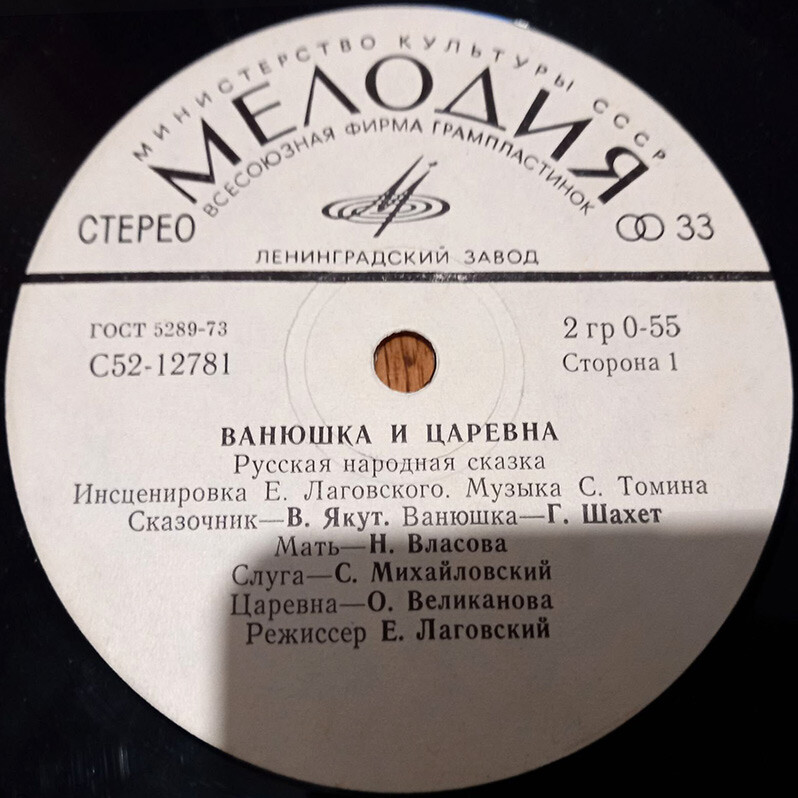 МИНИСТЕРСТВО КУЛЬТУРЫ СССР
МЕЛОДИЯ
ВСЕСОЮЗНАЯ ФИРМА ГРАМПЛАСТИНОК
СТЕРЕО
33
ЛЕНИНГРАДСКИЙ ЗАВОД
ГОСТ 5289-73
2 гр 0-55
С52-12781
Сторона 1
ВАНЮШКА И ЦАРЕВНА
Русская народная сказка
Инсценировка Е. Лаговского. Музыка С. Томина
Сказочник—В. Якут. Ванюшка—Г. Шахет
Мать—Н. Власова
Слуга—С. Михайловский
Царевна—О. Великанова
Режиссер Е. Лаговский